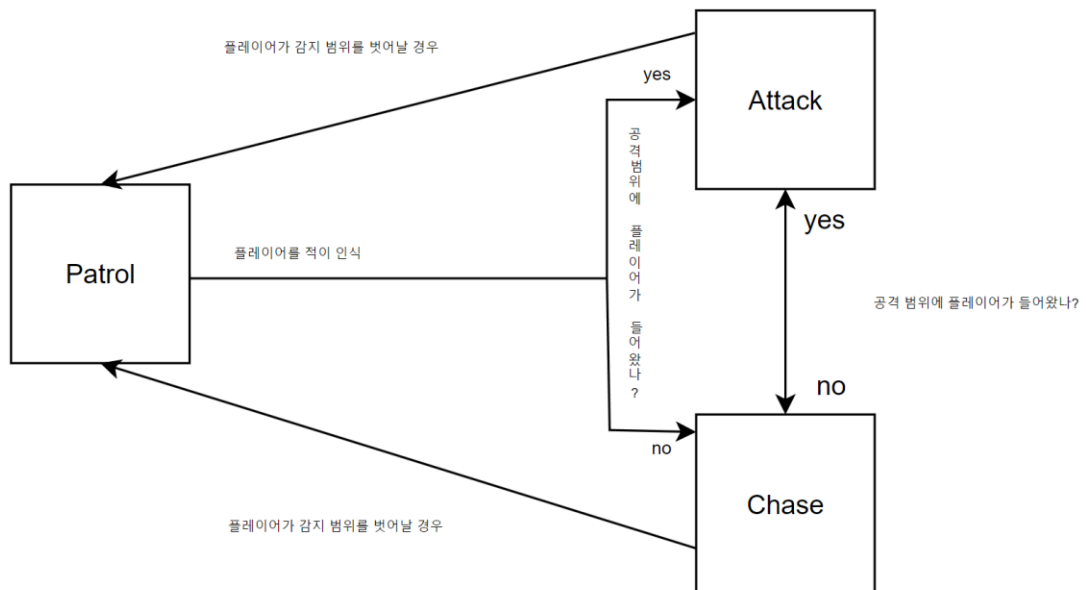 플레이어가 감지 범위를 벗어날 경우
yes
Attack
공격범위에 플레이어가 들어왔나?
yes
플레이어를 적이 인식
Patrol
공격 범위에 플레이어가 들어왔나?
no
no
Chase
플레이어가 감지 범위를 벗어날 경우